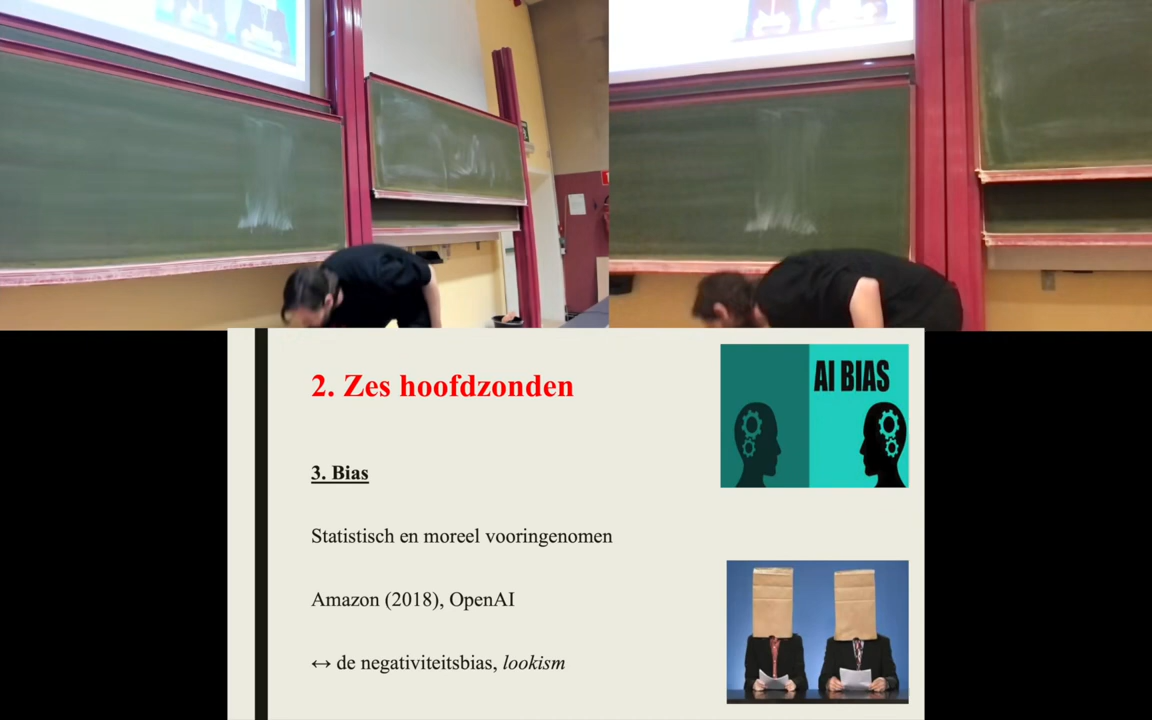 2. Zes hoofdzonden
AI BIAS
3. Bias
Statistisch en moreel vooringenomen
Amazon (2018), OpenAI
↔ de negativiteitsbias, lookism